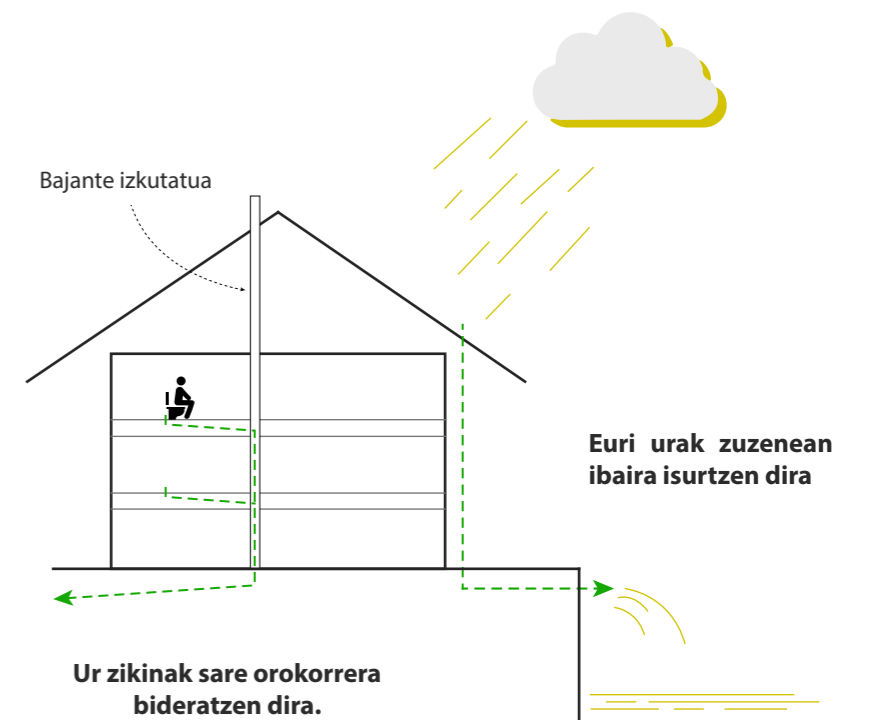 Bajante izkutatua
Euri urak zuzenean
ibaira isurtzen dira
Ur zikinak sare orokorrera
bideratzen dira.